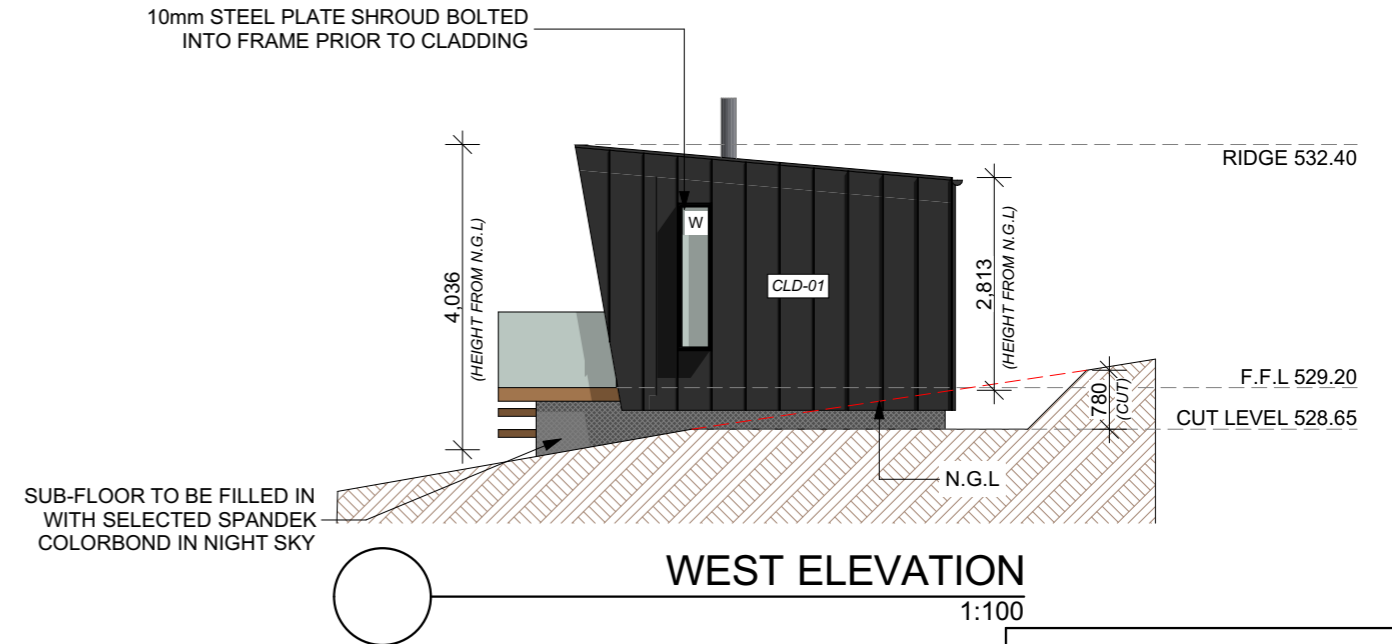 10mm STEEL PLATE SHROUD BOLTED
INTO FRAME PRIOR TO CLADDING
RIDGE 532.40
4,036
(HEIGHT FROM N.G.L)
W
CLD-01
2,813
(HEIGHT FROM N.G.L)
780
(CUT)
F.F.L 529.20
CUT LEVEL 528.65
N.G.L
SUB-FLOOR TO BE FILLED IN
WITH SELECTED SPANDEK
COLORBOND IN NIGHT SKY
WEST ELEVATION
1:100